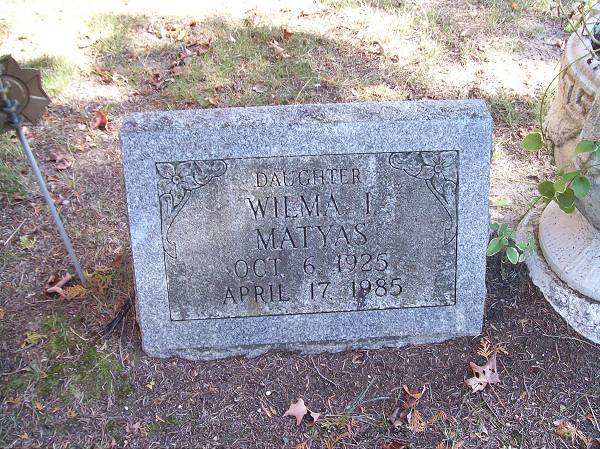 DAUGHTER
WILMA I.
MATYAS
OCT. 6, 1925
APRIL 17, 1985